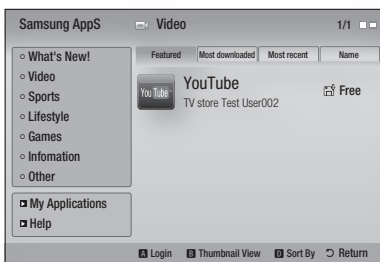 Samsung AppS
Video
1/1
What's New!
Video
Sports
Lifestyle
Games
Infomation
Other
My Applications
Help
Featured
Most downloaded
Most recent
Name
You Tube
YouTube
TV store Test User002
Free
A Login B Thumbnail View D Sort By Return